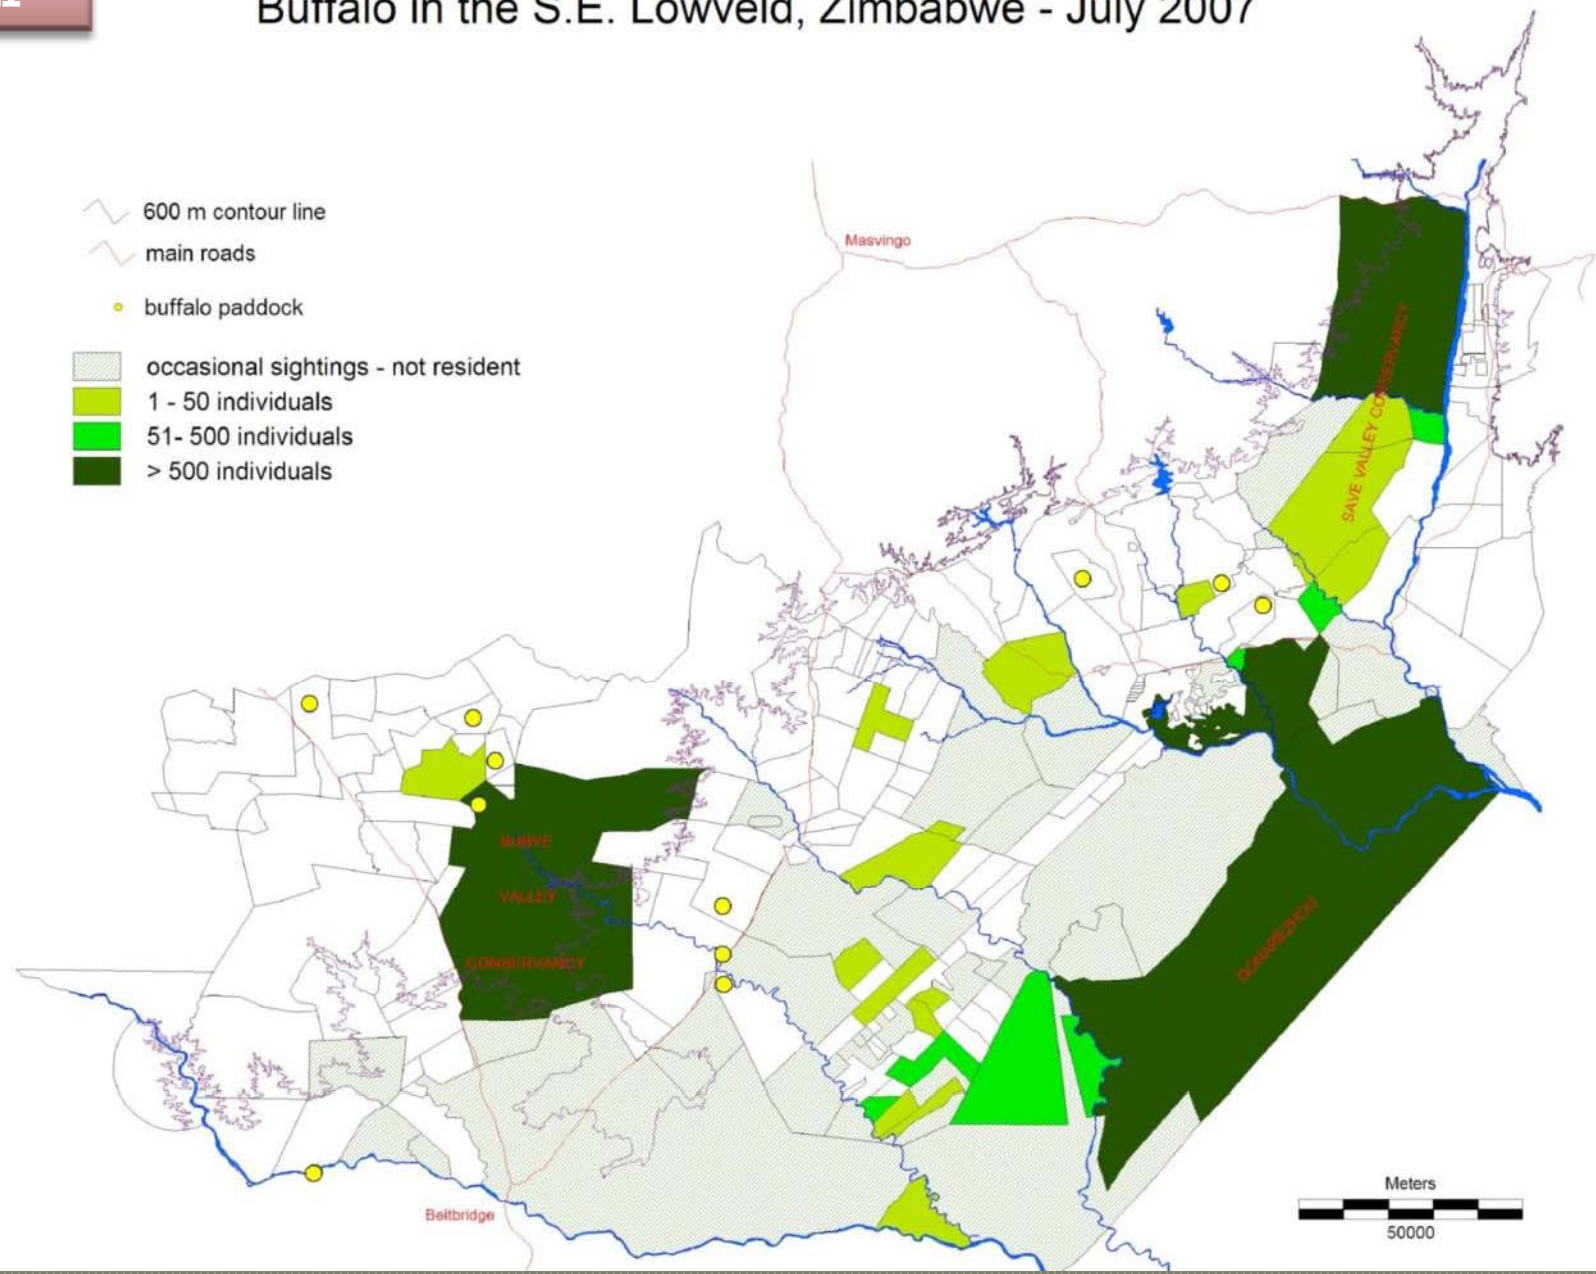 Buffalo in the S.E. Lowveld, Zimbabwe - July 2007
600 m contour line
main roads
buffalo paddock
occasional sightings - not resident
1 - 50 individuals
51- 500 individuals
> 500 individuals
Masvingo
SAVE VALLEY CONSERVANCY
BUBYE
VALLEY
CONSERVANCY
GONAREZHOU
Beitbridge
Meters
50000